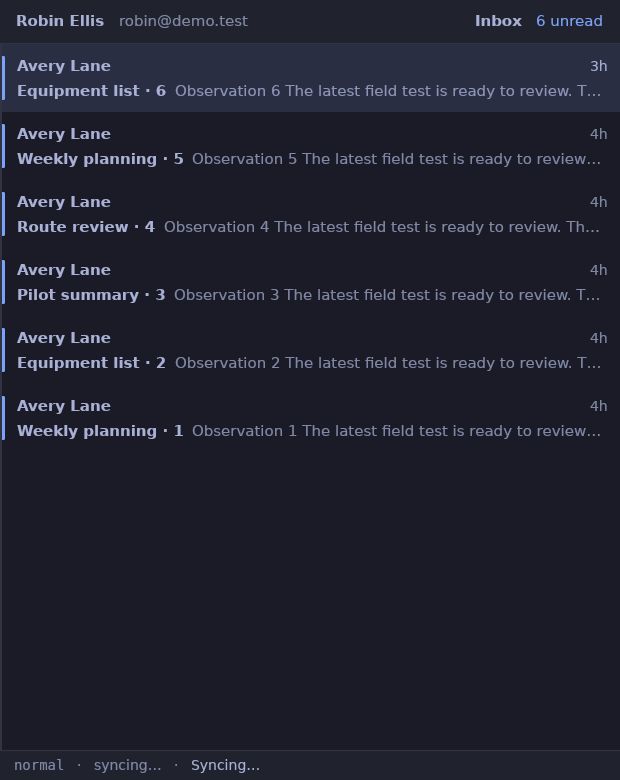 Robin Ellis robin@demo.test Inbox 6 unread
Avery Lane 3h
Equipment list · 6 Observation 6 The latest field test is ready to review. T…
Avery Lane 4h
Weekly planning · 5 Observation 5 The latest field test is ready to review…
Avery Lane 4h
Route review · 4 Observation 4 The latest field test is ready to review. Th…
Avery Lane 4h
Pilot summary · 3 Observation 3 The latest field test is ready to review. T…
Avery Lane 4h
Equipment list · 2 Observation 2 The latest field test is ready to review. T…
Avery Lane 4h
Weekly planning · 1 Observation 1 The latest field test is ready to review…
normal · syncing… · Syncing…